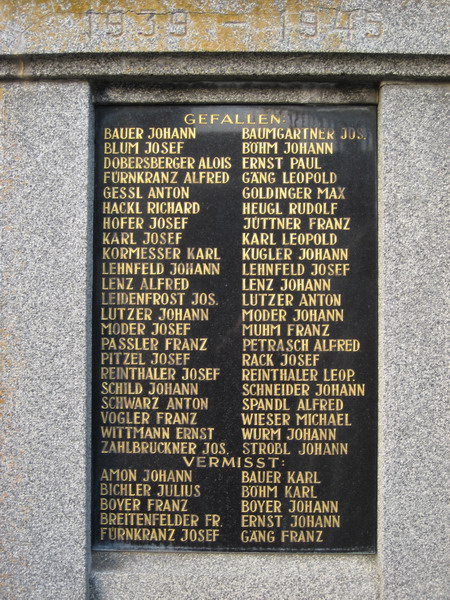 1939 - 1945
GEFALLEN:
BAUER JOHANN BAUMGARTNER JOS.
BLUM JOSEF BÖHM JOHANN
DOBERSBERGER ALOIS ERNST PAUL
FÜRNKRANZ ALFRED GÄNG LEOPOLD
GESSL ANTON GOLDINGER MAX
HACKL RICHARD HEUGL RUDOLF
HOFER JOSEF JÜTTNER FRANZ
KARL JOSEF KARL LEOPOLD
KORMESSER KARL KUGLER JOHANN
LEHNFELD JOHANN LEHNFELD JOSEF
LENZ ALFRED LENZ JOHANN
LEIDENFROST JOS. LUTZER ANTON
LUTZER JOHANN MODER JOHANN
MODER JOSEF MUHM FRANZ
PASSLER FRANZ PETRASCH ALFRED
PITZEL JOSEF RACK JOSEF
REINTHALER JOSEF REINTHALER LEOP.
SCHILD JOHANN SCHNEIDER JOHANN
SCHWARZ ANTON SPANDL ALFRED
VOGLER FRANZ WIESER MICHAEL
WITTMANN ERNST WURM JOHANN
ZAHLBRUCKNER JOS. STROBL JOHANN
VERMISST:
AMON JOHANN BAUER KARL
BICHLER JULIUS BÖHM KARL
BOYER FRANZ BOYER JOHANN
BREITENFELDER FR. ERNST JOHANN
FÜRNKRANZ JOSEF GÄNG FRANZ